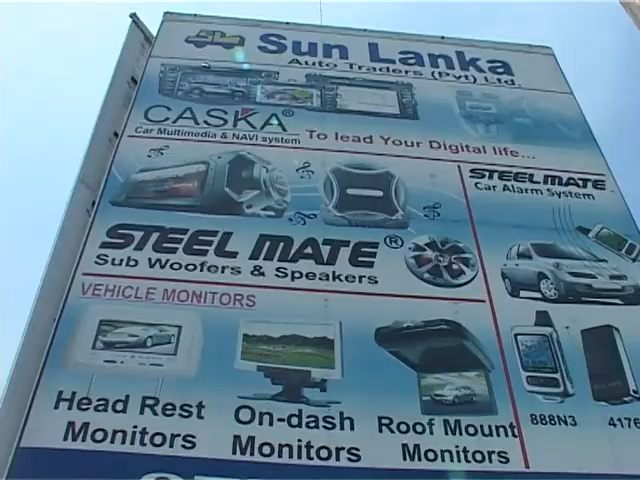 Sun Lanka
Auto Traders (Pvt) Ltd.
CASKA®
Car Multimedia & NAVI system
To lead Your Digital life...
STEEL MATE
Car Alarm System
STEEL MATE®
Sub Woofers & Speakers
VEHICLE MONITORS
Head Rest
Monitors
On-dash
Monitors
Roof Mount
Monitors
888N3
4176